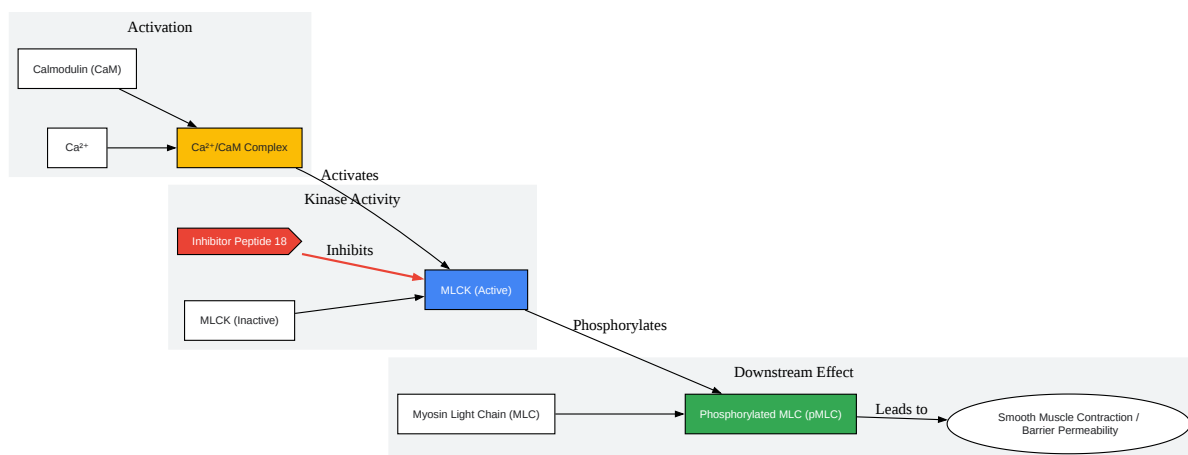 Activation
Calmodulin (CaM)
Ca²⁺
Ca²⁺/CaM Complex
Activates
Kinase Activity
Inhibitor Peptide 18
Inhibits
MLCK (Active)
MLCK (Inactive)
Phosphorylates
Downstream Effect
Myosin Light Chain (MLC)
Phosphorylated MLC (pMLC)
Leads to
Smooth Muscle Contraction /
Barrier Permeability